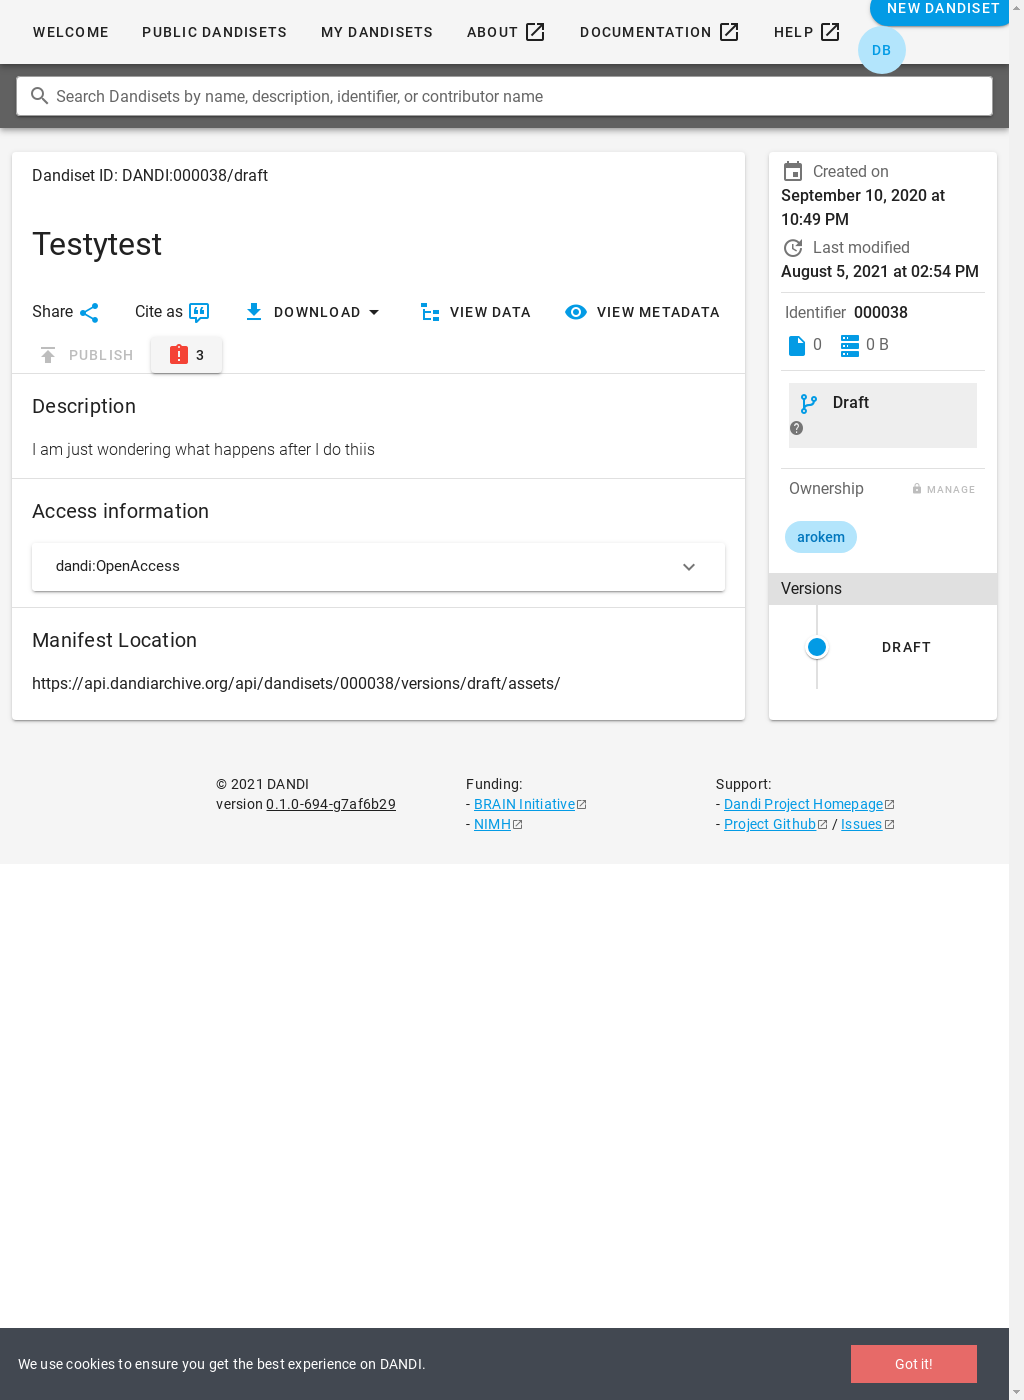 WELCOME
PUBLIC DANDISETS
MY DANDISETS
ABOUT
DOCUMENTATION
HELP
NEW DANDISET
DB
Search Dandisets by name, description, identifier, or contributor name
Dandiset ID: DANDI:000038/draft
Testytest
Share
Cite as
DOWNLOAD
VIEW DATA
VIEW METADATA
PUBLISH
3
Description
I am just wondering what happens after I do thiis
Access information
dandi:OpenAccess
Manifest Location
https://api.dandiarchive.org/api/dandisets/000038/versions/draft/assets/
Created on
September 10, 2020 at
10:49 PM
Last modified
August 5, 2021 at 02:54 PM
Identifier 000038
0
0 B
Draft
Ownership
MANAGE
arokem
Versions
DRAFT
© 2021 DANDI
version 0.1.0-694-g7af6b29
Funding:
- BRAIN Initiative
- NIMH
Support:
- Dandi Project Homepage
- Project Github / Issues
We use cookies to ensure you get the best experience on DANDI.
Got it!